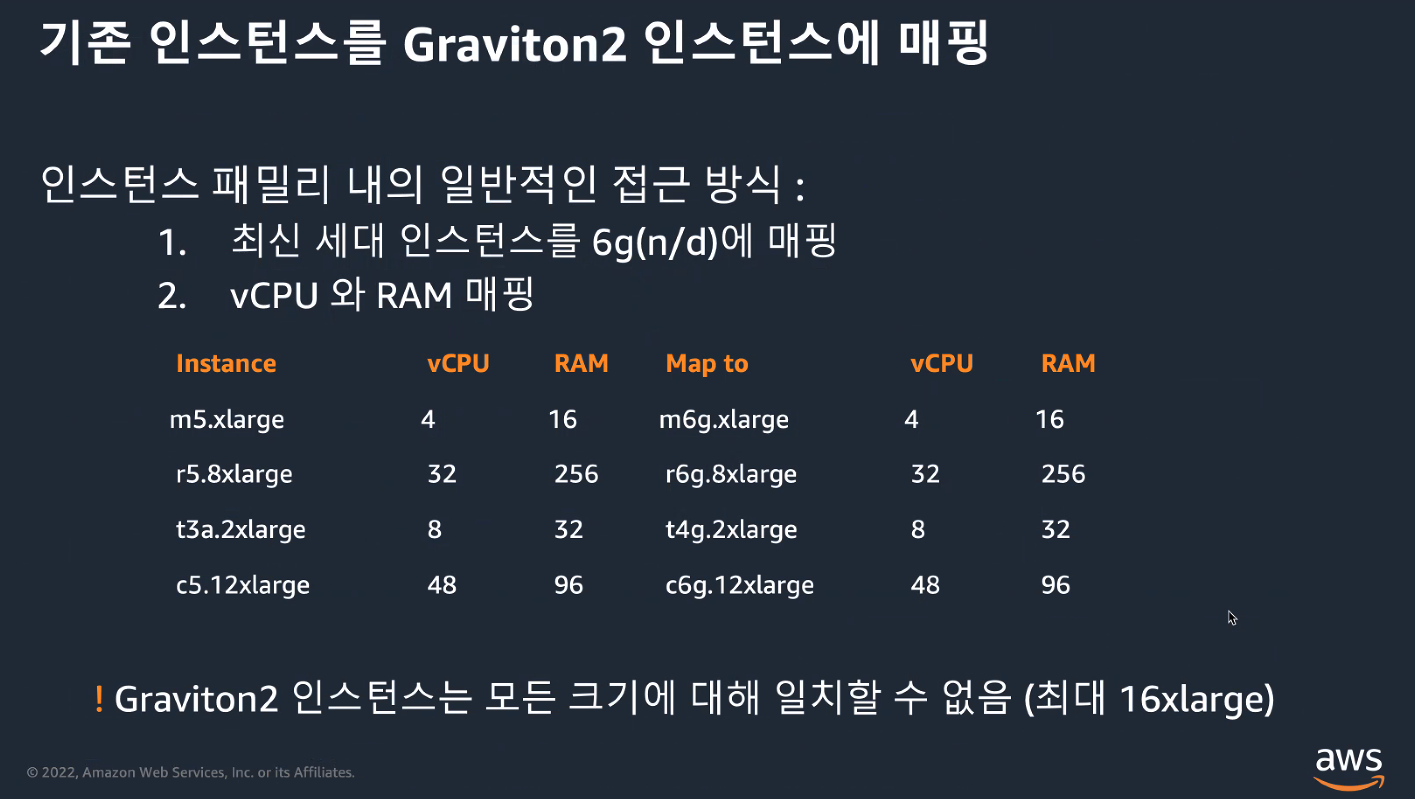 기존 인스턴스를 Graviton2 인스턴스에 매핑
인스턴스 패밀리 내의 일반적인 접근 방식 :
1. 최신 세대 인스턴스를 6g(n/d)에 매핑
2. vCPU 와 RAM 매핑
Instance vCPU RAM Map to vCPU RAM
m5.xlarge 4 16 m6g.xlarge 4 16
r5.8xlarge 32 256 r6g.8xlarge 32 256
t3a.2xlarge 8 32 t4g.2xlarge 8 32
c5.12xlarge 48 96 c6g.12xlarge 48 96
! Graviton2 인스턴스는 모든 크기에 대해 일치할 수 없음 (최대 16xlarge)
© 2022, Amazon Web Services, Inc. or its Affiliates.
aws